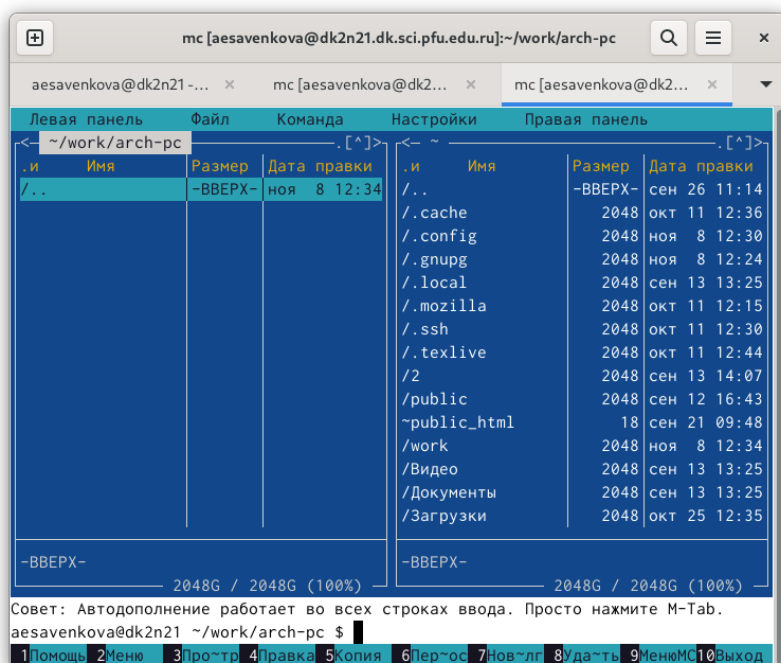 mc [aesavenkova@dk2n21.dk.sci.pfu.edu.ru]:~/work/arch-pc
aesavenkova@dk2n21 -... × mc [aesavenkova@dk2... × mc [aesavenkova@dk2... ×
Левая панель Файл Команда Настройки Правая панель
<— ~/work/arch-pc .[^]>
.и Имя Размер Дата правки
/.. -ВВЕРХ- ноя 8 12:34
-ВВЕРХ-
2048G / 2048G (100%)
<— ~ .[^]>
.и Имя Размер Дата правки
/.. -ВВЕРХ- сен 26 11:14
/.cache 2048 окт 11 12:36
/.config 2048 ноя 8 12:30
/.gnupg 2048 ноя 8 12:24
/.local 2048 сен 13 13:25
/.mozilla 2048 окт 11 12:15
/.ssh 2048 окт 11 12:30
/.texlive 2048 окт 11 12:44
/2 2048 сен 13 14:07
/public 2048 сен 12 16:43
~public_html 18 сен 21 09:48
/work 2048 ноя 8 12:34
/Видео 2048 сен 13 13:25
/Документы 2048 сен 13 13:25
/Загрузки 2048 окт 25 12:35
-ВВЕРХ-
2048G / 2048G (100%)
Совет: Автодополнение работает во всех строках ввода. Просто нажмите M-Tab.
aesavenkova@dk2n21 ~/work/arch-pc $
1Помощь 2Меню 3Про~тр 4Правка 5Копия 6Пер~ос 7Нов~лг 8Уда~ть 9МенюMC 10Выход